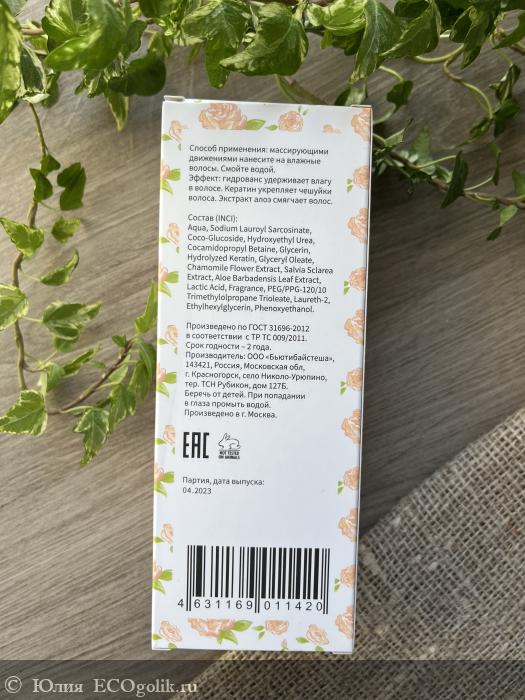 Способ применения: массирующими
движениями нанесите на влажные
волосы. Смойте водой.
Эффект: гидрованс удерживает влагу
в волосе. Кератин укрепляет чешуйки
волоса. Экстракт алоэ смягчает волос.
Состав (INCI):
Aqua, Sodium Lauroyl Sarcosinate,
Coco-Glucoside, Hydroxyethyl Urea,
Cocamidopropyl Betaine, Glycerin,
Hydrolyzed Keratin, Glyceryl Oleate,
Chamomile Flower Extract, Salvia Sclarea
Extract, Aloe Barbadensis Leaf Extract,
Lactic Acid, Fragrance, PEG/PPG-120/10
Trimethylolpropane Trioleate, Laureth-2,
Ethylhexylglycerin, Phenoxyethanol.
Произведено по ГОСТ 31696-2012
в соответствии с ТР ТС 009/2011.
Срок годности – 2 года.
Производитель: ООО «Бьютибайстеша»,
143421, Россия, Московская обл,
г. Красногорск, село Николо-Урюпино,
тер. ТСН Рубикон, дом 127Б.
Беречь от детей. При попадании
в глаза промыть водой.
Произведено в г. Москва.
EAC
NOT TESTED
ON ANIMALS
Партия, дата выпуска:
04.2023
4 631169 011420
© Юлия ECOgolik.ru